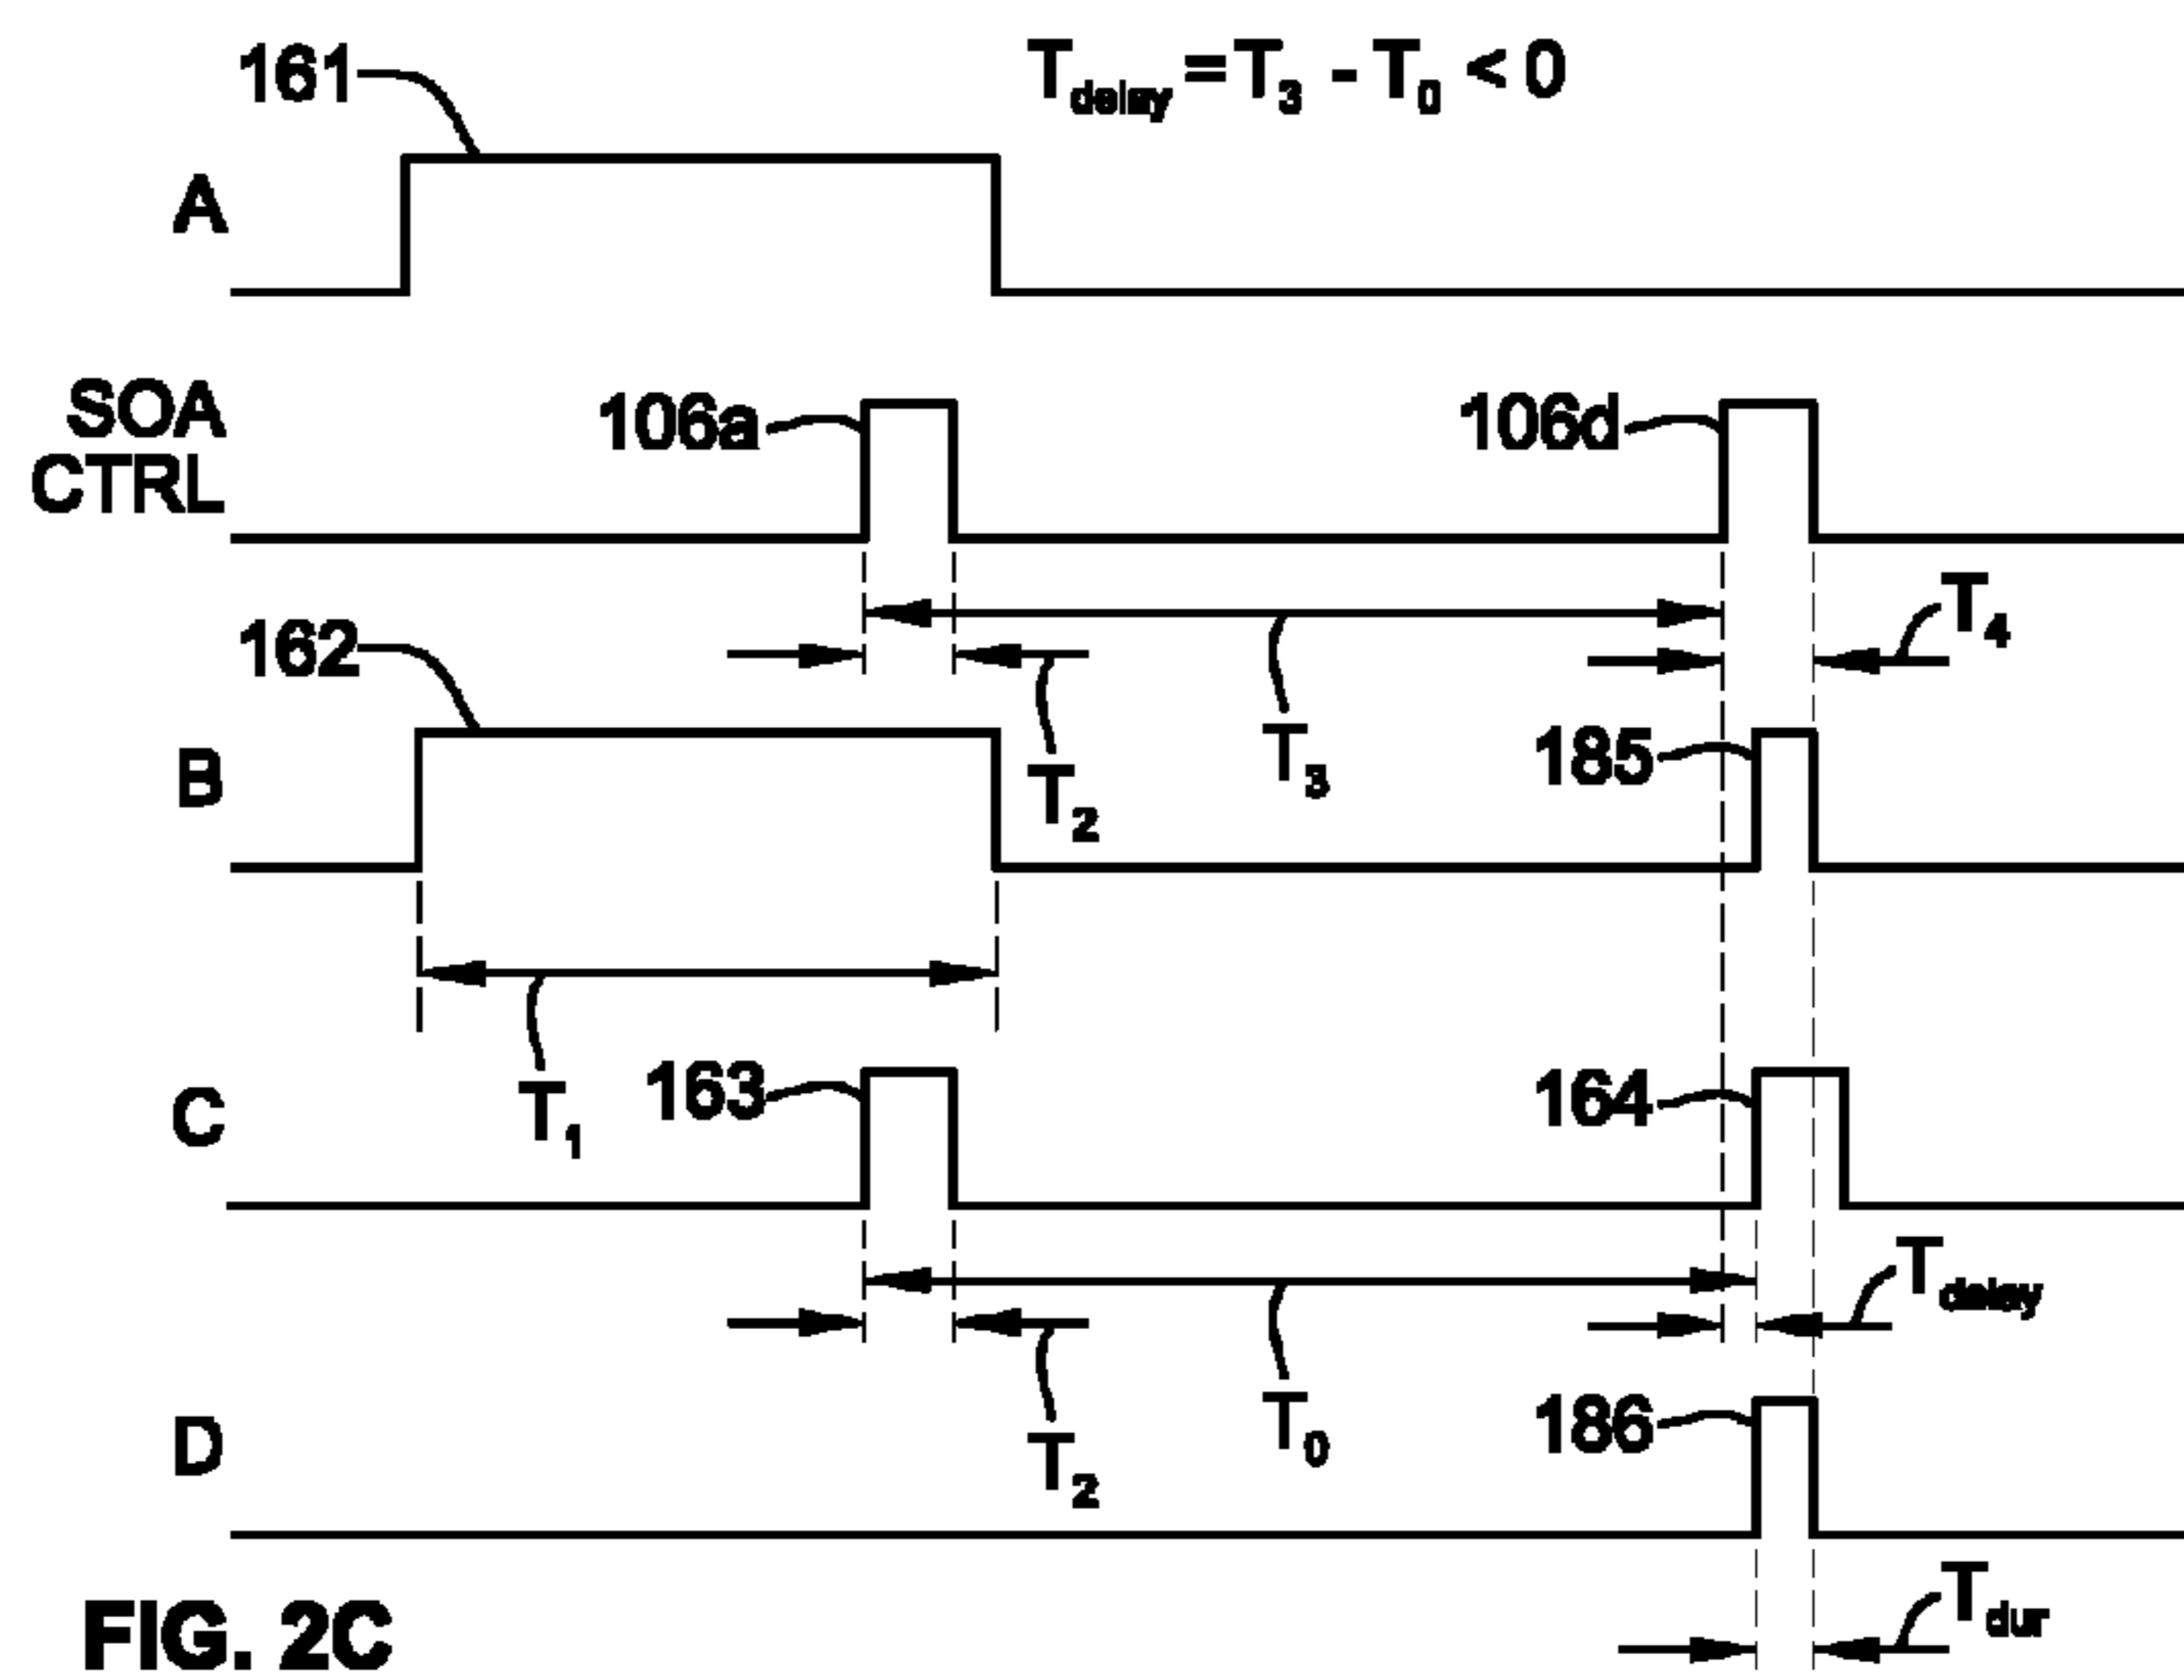 161
T_delay = T_3 - T_0 < 0
A
SOA
CTRL
106a
106d
T_4
162
B
T_2
T_3
185
T_1
163
C
164
T_delay
T_2
T_0
186
D
T_dur
FIG. 2C